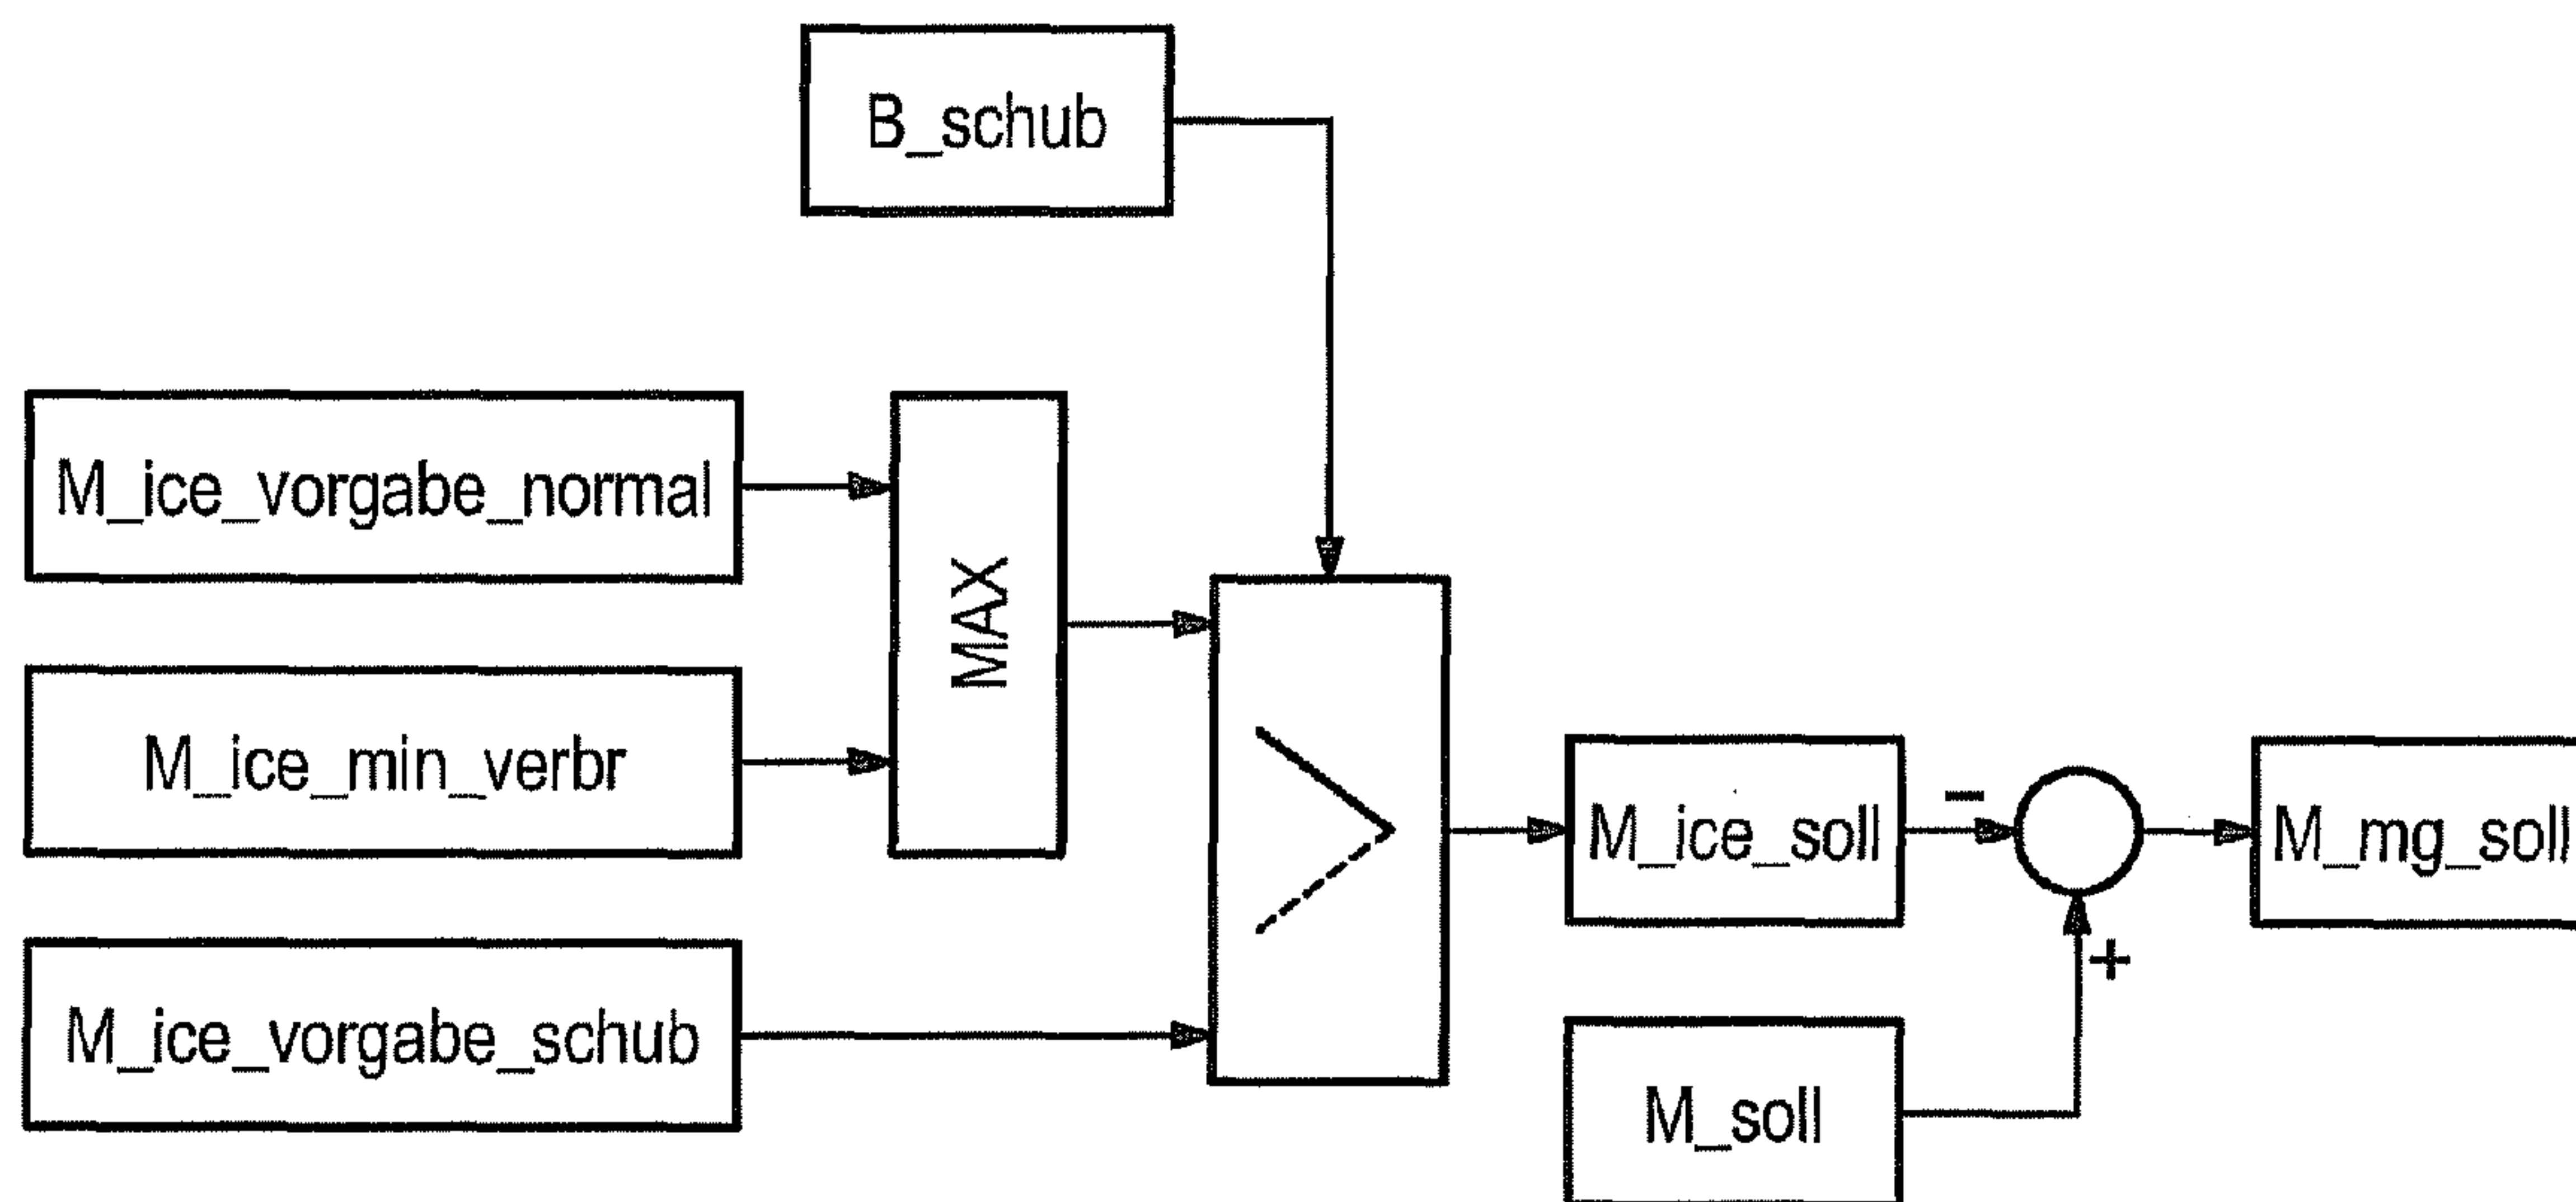 B_schub
M_ice_vorgabe_normal
MAX
M_ice_min_verbr
M_ice_soll
−
M_mg_soll
+
M_ice_vorgabe_schub
M_soll